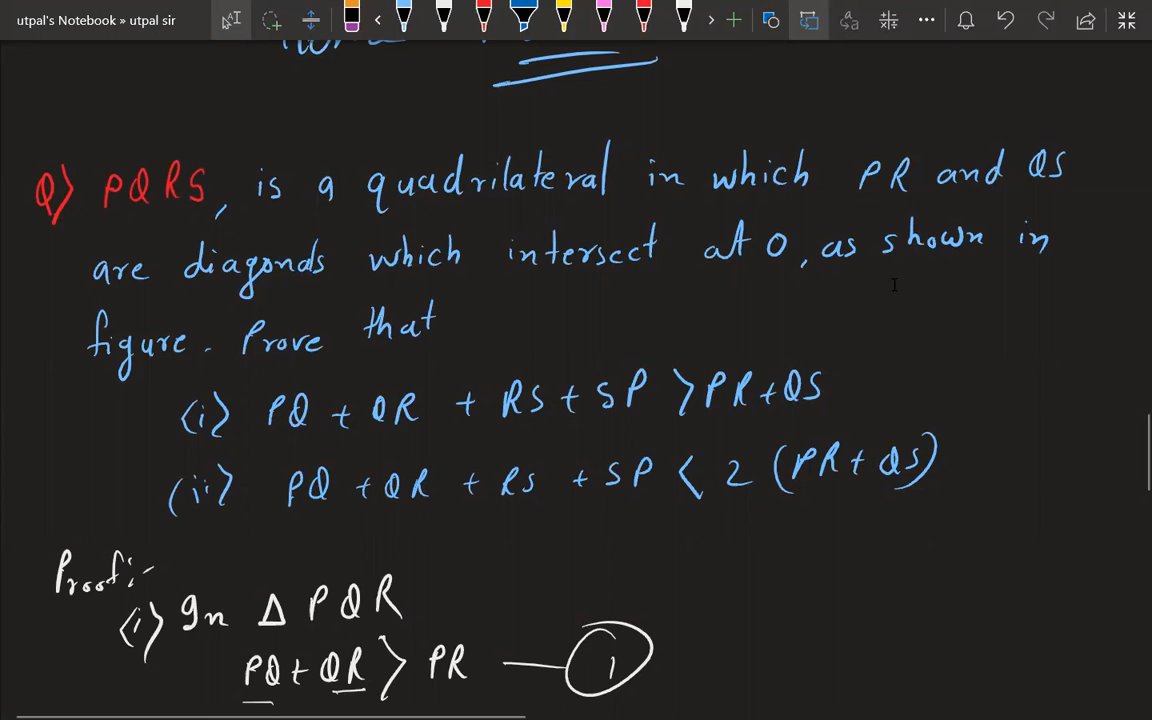 utpal's Notebook » utpal sir
Q) PQRS, is a quadrilateral in which PR and QS
are diagonals which intersect at O, as shown in
figure. Prove that
(i) PQ + QR + RS + SP > PR + QS
(ii) PQ + QR + RS + SP < 2 (PR + QS)
Proof:-
(i) In Δ PQR
PQ + QR > PR — 1